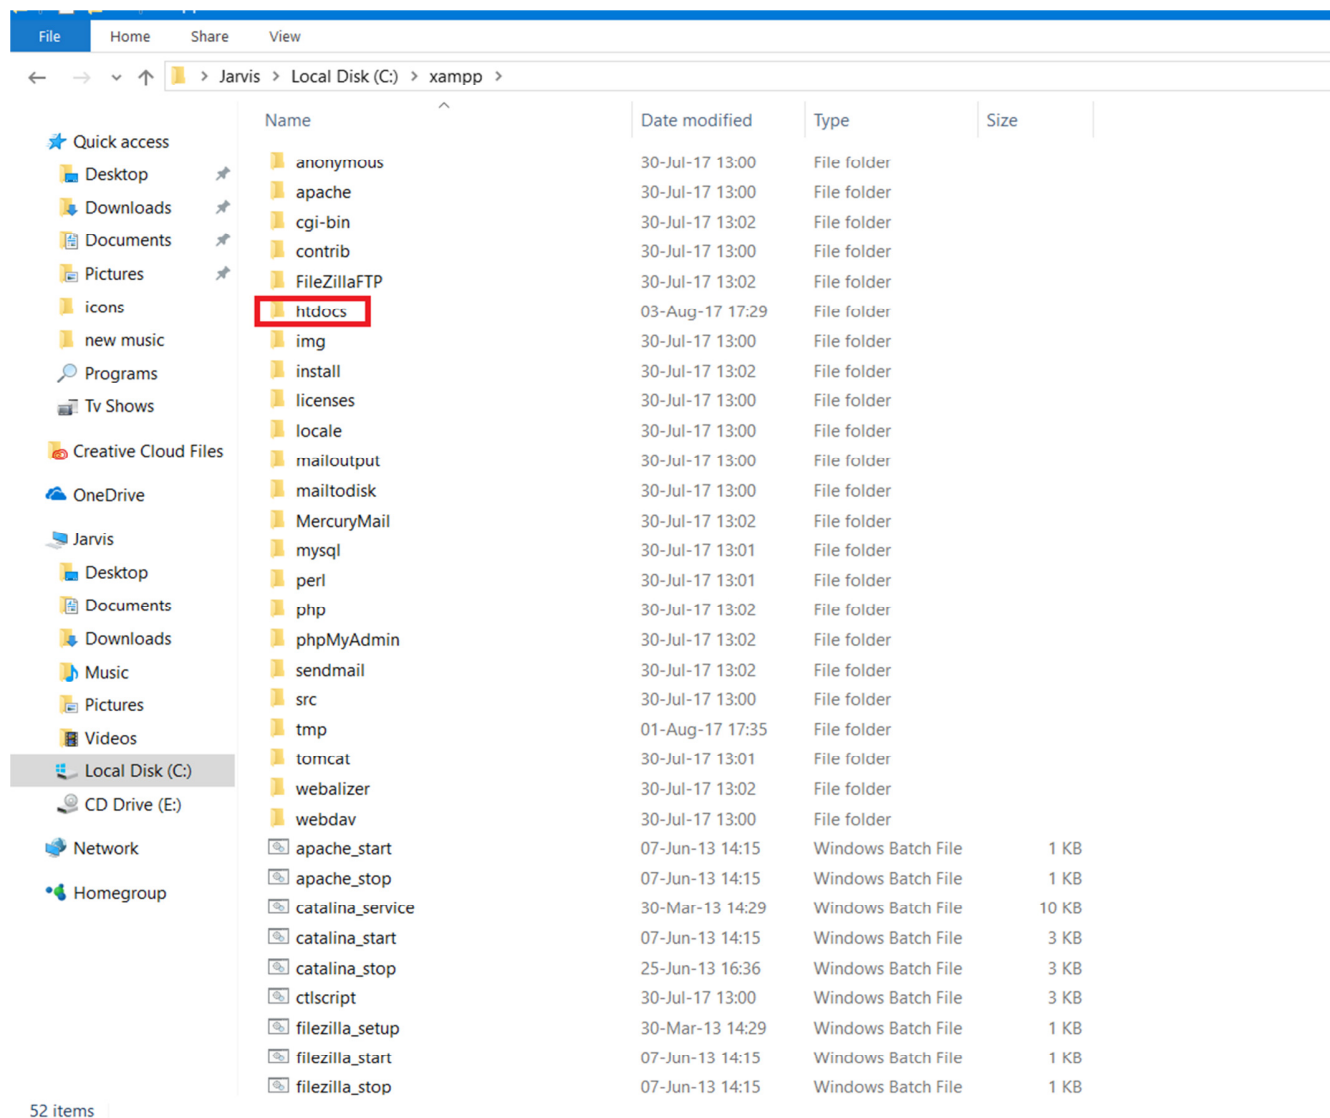 File Home Share View
Jarvis > Local Disk (C:) > xampp >
Name Date modified Type Size
Quick access
Desktop
Downloads
Documents
Pictures
icons
new music
Programs
Tv Shows
Creative Cloud Files
OneDrive
Jarvis
Desktop
Documents
Downloads
Music
Pictures
Videos
Local Disk (C:)
CD Drive (E:)
Network
Homegroup
anonymous 30-Jul-17 13:00 File folder
apache 30-Jul-17 13:00 File folder
cgi-bin 30-Jul-17 13:02 File folder
contrib 30-Jul-17 13:00 File folder
FileZillaFTP 30-Jul-17 13:02 File folder
htdocs 03-Aug-17 17:29 File folder
img 30-Jul-17 13:00 File folder
install 30-Jul-17 13:02 File folder
licenses 30-Jul-17 13:00 File folder
locale 30-Jul-17 13:00 File folder
mailoutput 30-Jul-17 13:00 File folder
mailtodisk 30-Jul-17 13:00 File folder
MercuryMail 30-Jul-17 13:02 File folder
mysql 30-Jul-17 13:01 File folder
perl 30-Jul-17 13:01 File folder
php 30-Jul-17 13:02 File folder
phpMyAdmin 30-Jul-17 13:02 File folder
sendmail 30-Jul-17 13:02 File folder
src 30-Jul-17 13:00 File folder
tmp 01-Aug-17 17:35 File folder
tomcat 30-Jul-17 13:01 File folder
webalizer 30-Jul-17 13:02 File folder
webdav 30-Jul-17 13:00 File folder
apache_start 07-Jun-13 14:15 Windows Batch File 1 KB
apache_stop 07-Jun-13 14:15 Windows Batch File 1 KB
catalina_service 30-Mar-13 14:29 Windows Batch File 10 KB
catalina_start 07-Jun-13 14:15 Windows Batch File 3 KB
catalina_stop 25-Jun-13 16:36 Windows Batch File 3 KB
ctlscript 30-Jul-17 13:00 Windows Batch File 3 KB
filezilla_setup 30-Mar-13 14:29 Windows Batch File 1 KB
filezilla_start 07-Jun-13 14:15 Windows Batch File 1 KB
filezilla_stop 07-Jun-13 14:15 Windows Batch File 1 KB
52 items